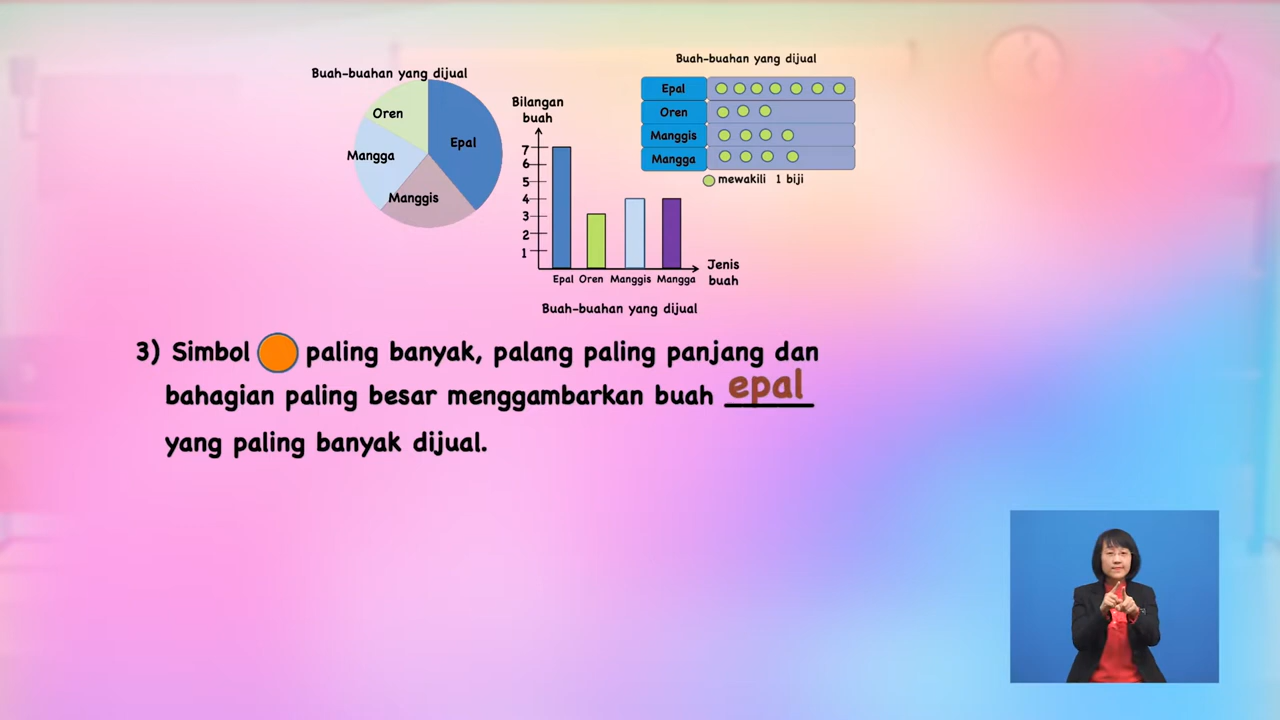 Buah-buahan yang dijual
Oren
Epal
Mangga
Manggis
Bilangan
buah
7
6
5
4
3
2
1
Epal Oren Manggis Mangga
Jenis
buah
Buah-buahan yang dijual
Buah-buahan yang dijual
Epal
Oren
Manggis
Mangga
mewakili 1 biji
3) Simbol paling banyak, palang paling panjang dan
bahagian paling besar menggambarkan buah epal
yang paling banyak dijual.